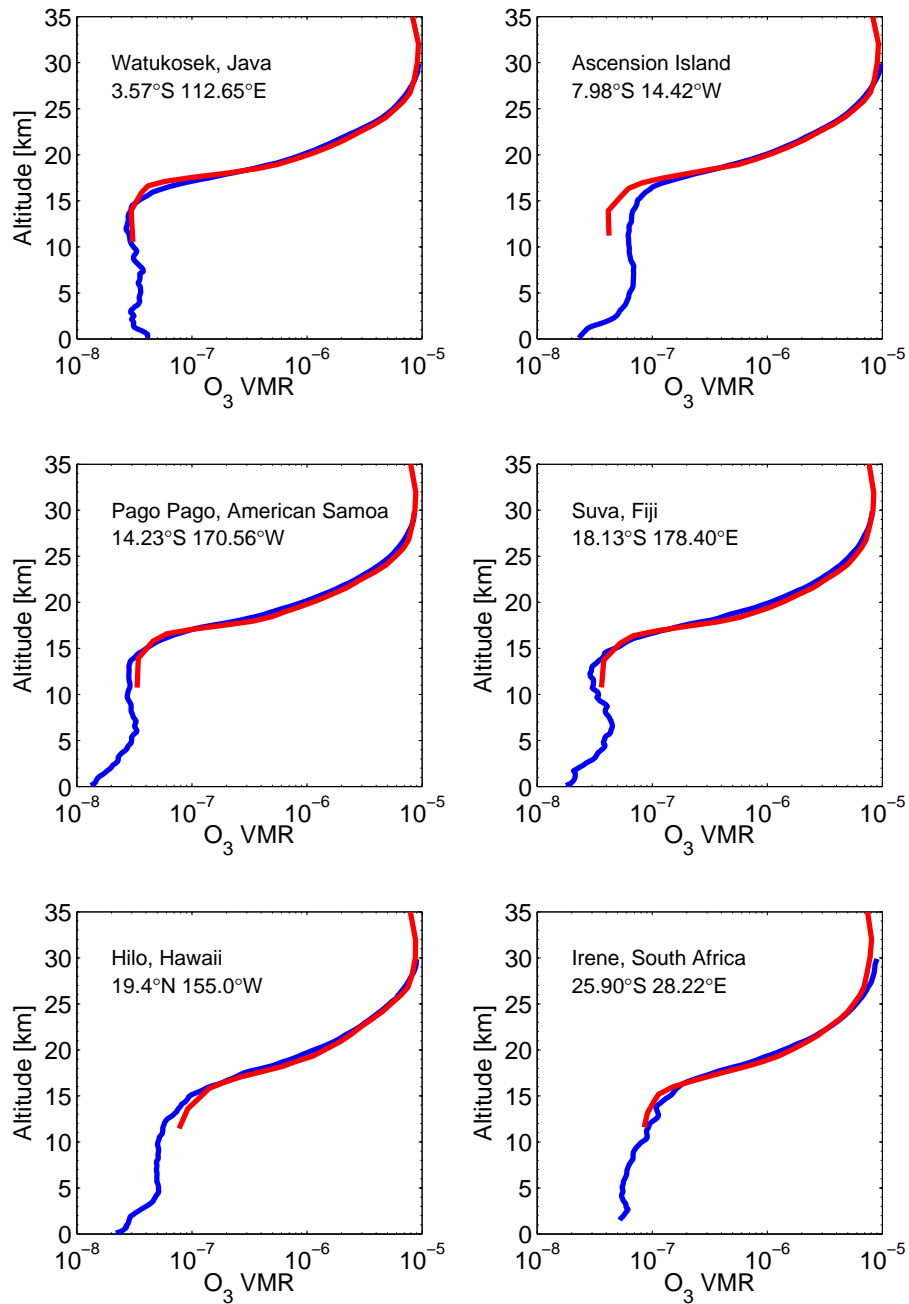 35
30
25
20
15
10
5
0
Altitude [km]
Watukosek, Java
3.57°S 112.65°E
10⁻⁸ 10⁻⁷ 10⁻⁶ 10⁻⁵
O₃ VMR
35
30
25
20
15
10
5
0
Altitude [km]
Ascension Island
7.98°S 14.42°W
10⁻⁸ 10⁻⁷ 10⁻⁶ 10⁻⁵
O₃ VMR
35
30
25
20
15
10
5
0
Altitude [km]
Pago Pago, American Samoa
14.23°S 170.56°W
10⁻⁸ 10⁻⁷ 10⁻⁶ 10⁻⁵
O₃ VMR
35
30
25
20
15
10
5
0
Altitude [km]
Suva, Fiji
18.13°S 178.40°E
10⁻⁸ 10⁻⁷ 10⁻⁶ 10⁻⁵
O₃ VMR
35
30
25
20
15
10
5
0
Altitude [km]
Hilo, Hawaii
19.4°N 155.0°W
10⁻⁸ 10⁻⁷ 10⁻⁶ 10⁻⁵
O₃ VMR
35
30
25
20
15
10
5
0
Altitude [km]
Irene, South Africa
25.90°S 28.22°E
10⁻⁸ 10⁻⁷ 10⁻⁶ 10⁻⁵
O₃ VMR